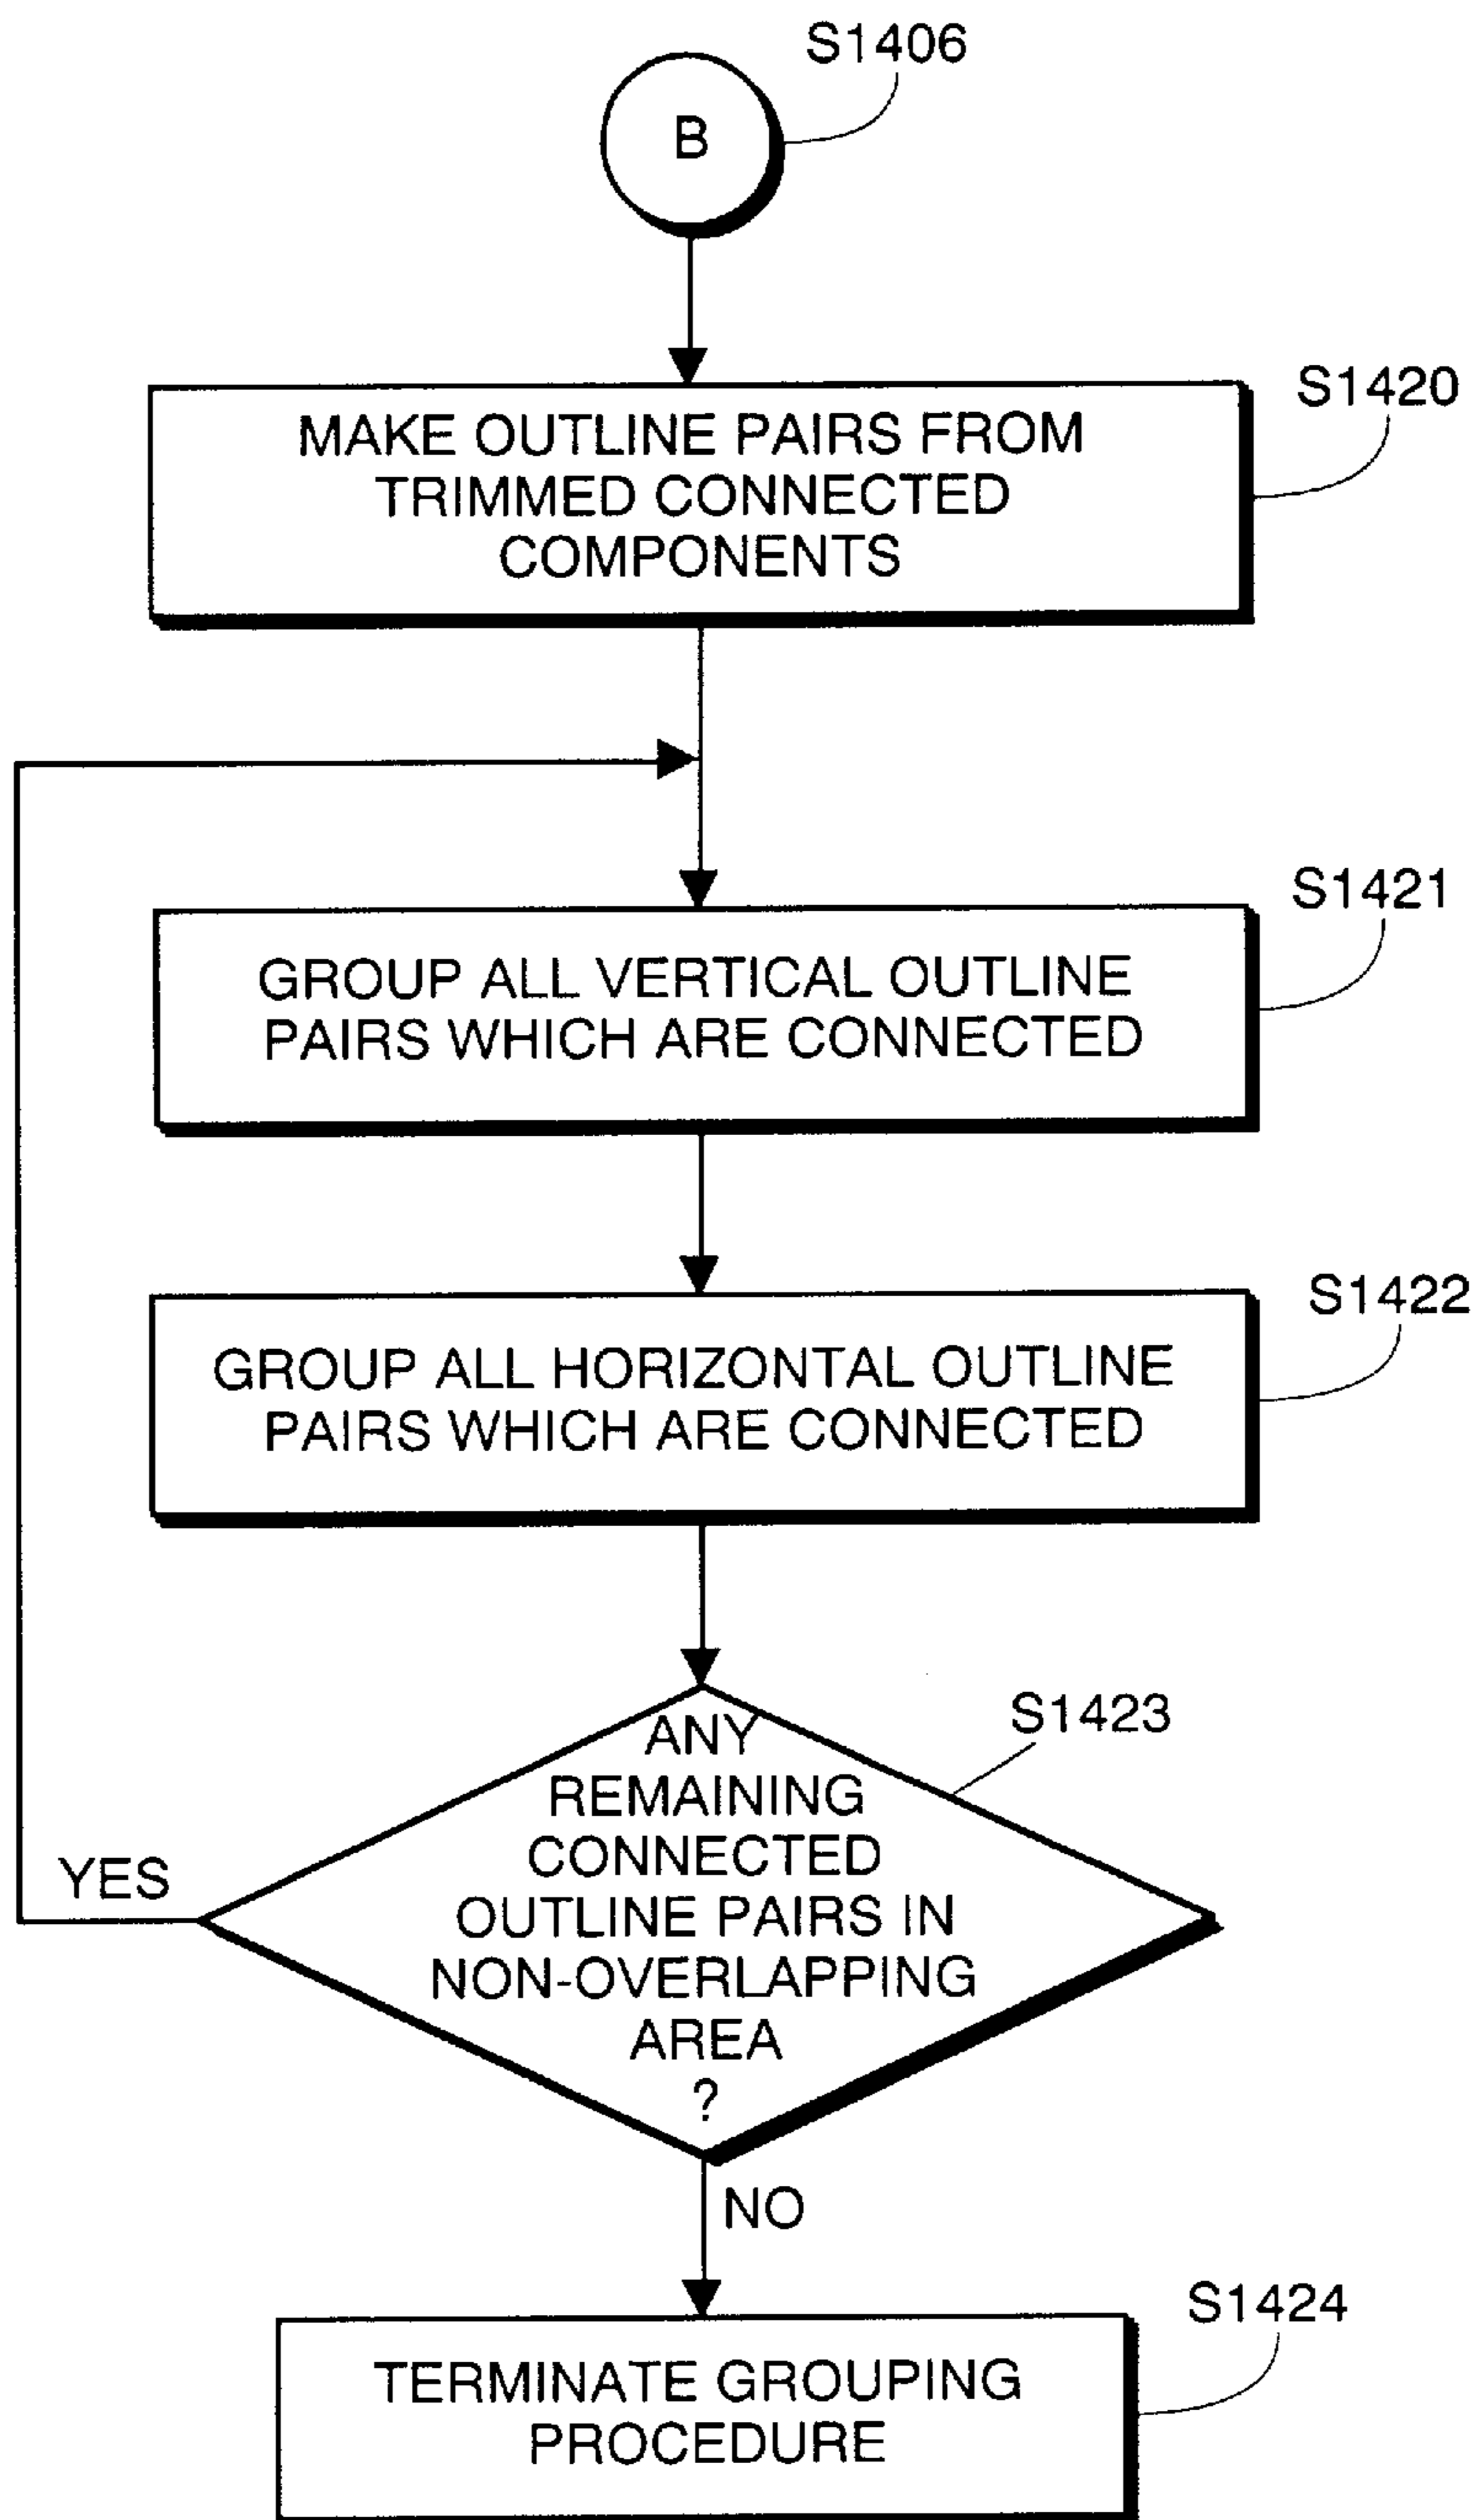 S1406
B
S1420
MAKE OUTLINE PAIRS FROM
TRIMMED CONNECTED
COMPONENTS
S1421
GROUP ALL VERTICAL OUTLINE
PAIRS WHICH ARE CONNECTED
S1422
GROUP ALL HORIZONTAL OUTLINE
PAIRS WHICH ARE CONNECTED
S1423
ANY
REMAINING
CONNECTED
OUTLINE PAIRS IN
NON-OVERLAPPING
AREA
?
YES
NO
S1424
TERMINATE GROUPING
PROCEDURE